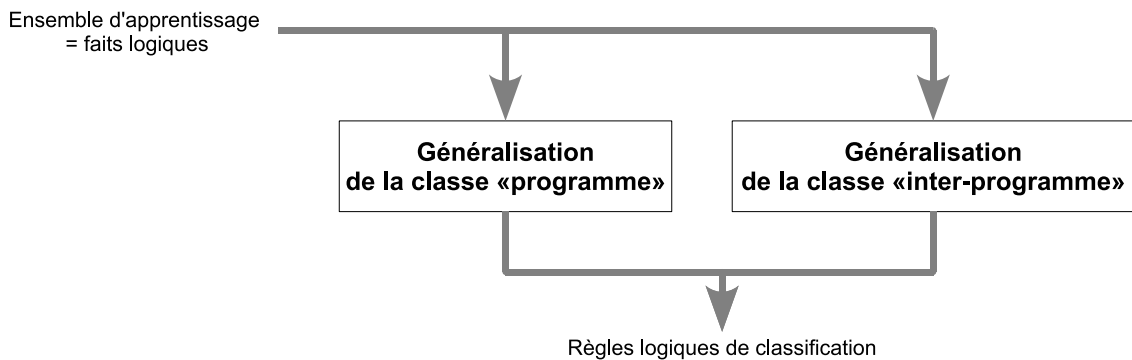 Ensemble d'apprentissage
= faits logiques
Généralisation
de la classe «programme»
Généralisation
de la classe «inter-programme»
Règles logiques de classification